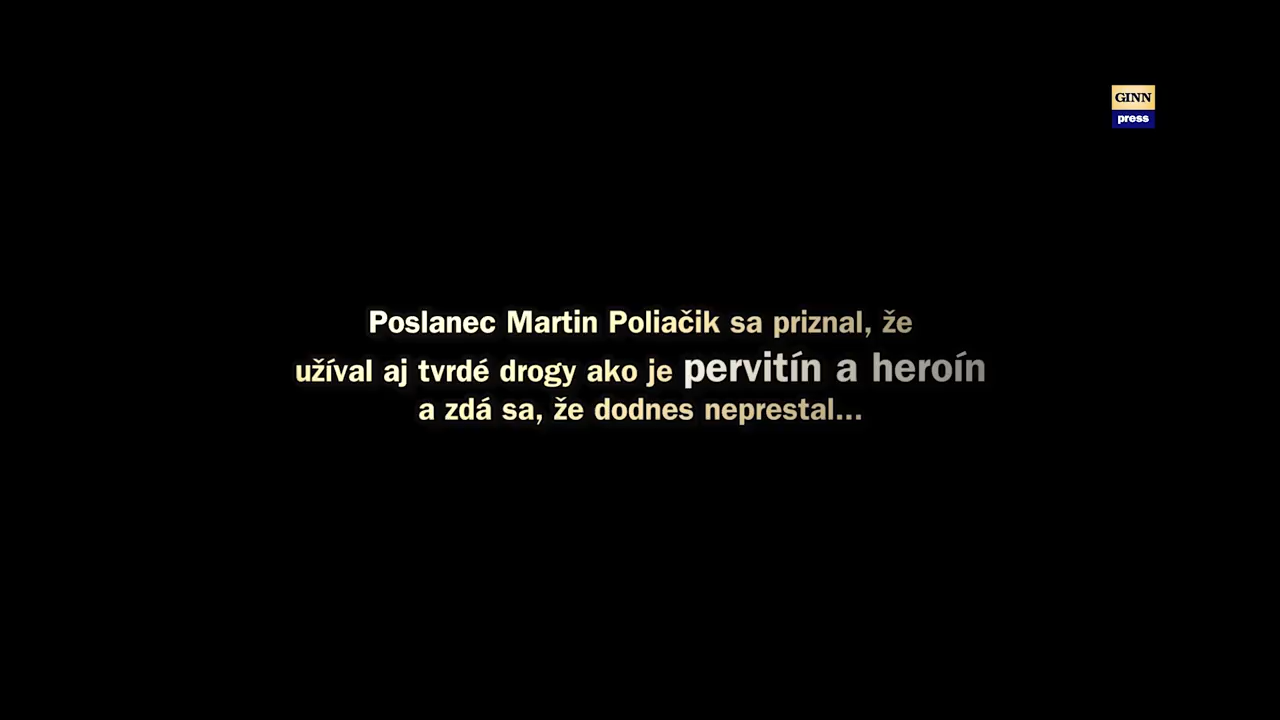 GINN
press
Poslanec Martin Poliačik sa priznal, že
užíval aj tvrdé drogy ako je pervitín a heroín
a zdá sa, že dodnes neprestal...